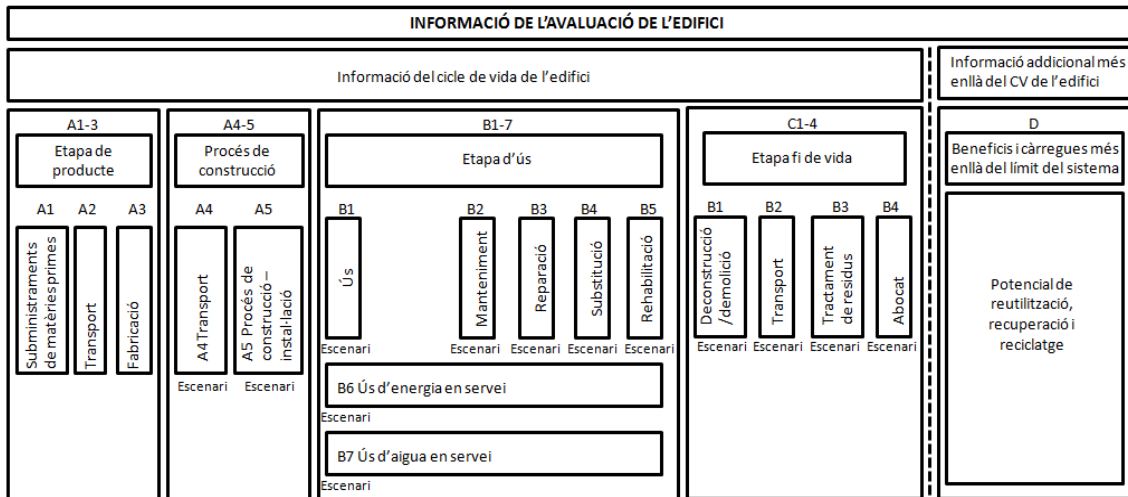 INFORMACIÓ DE L'AVALUACIÓ DE L'EDIFICI
Informació del cicle de vida de l'edifici
Informació addicional més
enllà del CV de l'edifici
A1-3
Etapa de
producte
A1
A2
A3
Subministraments
de matèries primes
Transport
Fabricació
A4-5
Procés de
construcció
A4
A5
A4 Transport
A5 Procés de
construcció –
instal·lació
Escenari
Escenari
B1-7
Etapa d'ús
B1
B2
B3
B4
B5
Ús
Manteniment
Reparació
Substitució
Rehabilitació
Escenari
Escenari
Escenari
Escenari
Escenari
B6 Ús d'energia en servei
Escenari
B7 Ús d'aigua en servei
Escenari
C1-4
Etapa fi de vida
B1
B2
B3
B4
Deconstrucció
/demolició
Transport
Tractament
de residus
Abocat
Escenari
Escenari
Escenari
Escenari
D
Beneficis i càrregues més
enllà del límit del sistema
Potencial de
reutilització,
recuperació i
reciclatge